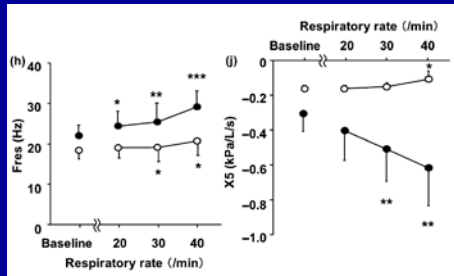 Respiratory rate (/min)
Baseline 20 30 40
(h)
(j)
40
30
20
10
0
Fres (Hz)
* ** ***
* *
Baseline 20 30 40
Respiratory rate (/min)
0
−0.2
−0.4
−0.6
−0.8
−1.0
X5 (kPa/L/s)
*
**
**